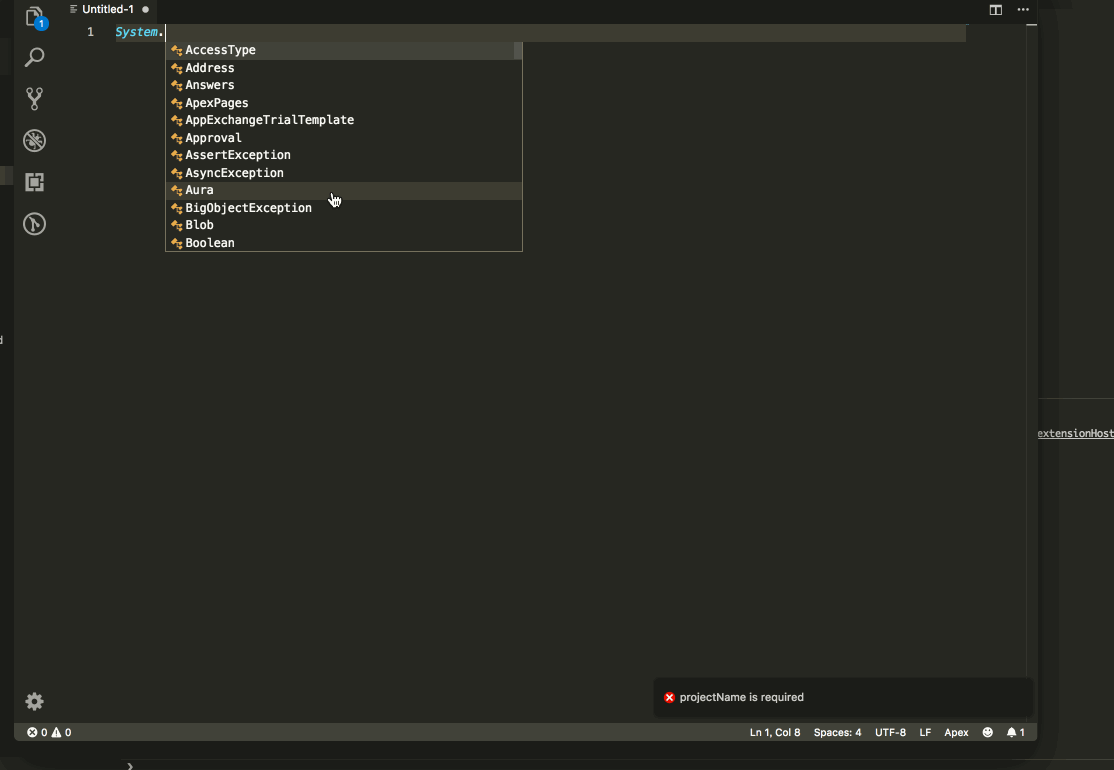 Untitled-1
1
1 System.
AccessType
Address
Answers
ApexPages
AppExchangeTrialTemplate
Approval
AssertException
AsyncException
Aura
BigObjectException
Blob
Boolean
extensionHost
projectName is required
0 0 Ln 1, Col 8 Spaces: 4 UTF-8 LF Apex 1